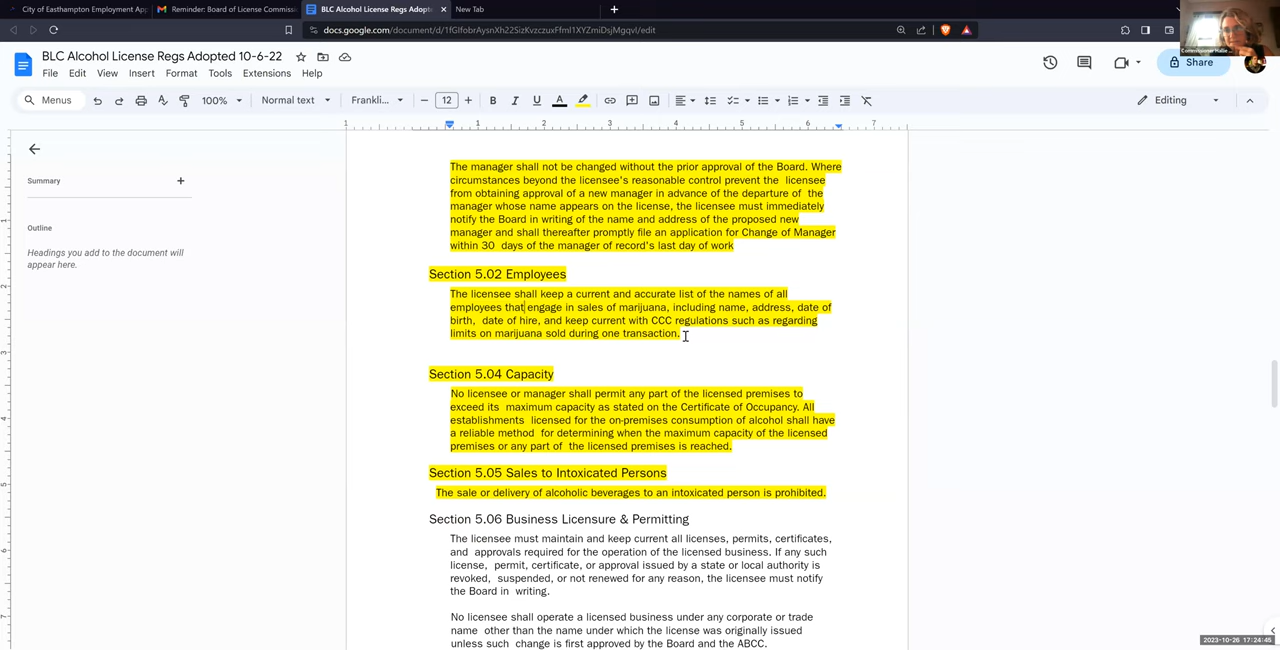 City of Easthampton Employment App
Reminder: Board of License Commissi
BLC Alcohol License Regs Adopted
New Tab
docs.google.com/document/d/
/edit
BLC Alcohol License Regs Adopted 10-6-22
File Edit View Insert Format Tools Extensions Help
Share
Menus
100%
Normal text
Frankli...
12
Editing
1 1 2 3 4 5 6 7
Summary
Outline
Headings you add to the document will
appear here.
The manager shall not be changed without the prior approval of the Board. Where
circumstances beyond the licensee's reasonable control prevent the licensee
from obtaining approval of a new manager in advance of the departure of the
manager whose name appears on the license, the licensee must immediately
notify the Board in writing of the name and address of the proposed new
manager and shall thereafter promptly file an application for Change of Manager
within 30 days of the manager of record's last day of work
Section 5.02 Employees
The licensee shall keep a current and accurate list of the names of all
employees that engage in sales of marijuana, including name, address, date of
birth, date of hire, and keep current with CCC regulations such as regarding
limits on marijuana sold during one transaction.
Section 5.04 Capacity
No licensee or manager shall permit any part of the licensed premises to
exceed its maximum capacity as stated on the Certificate of Occupancy. All
establishments licensed for the on-premises consumption of alcohol shall have
a reliable method for determining when the maximum capacity of the licensed
premises or any part of the licensed premises is reached.
Section 5.05 Sales to Intoxicated Persons
The sale or delivery of alcoholic beverages to an intoxicated person is prohibited.
Section 5.06 Business Licensure & Permitting
The licensee must maintain and keep current all licenses, permits, certificates,
and approvals required for the operation of the licensed business. If any such
license, permit, certificate, or approval issued by a state or local authority is
revoked, suspended, or not renewed for any reason, the licensee must notify
the Board in writing.
No licensee shall operate a licensed business under any corporate or trade
name other than the name under which the license was originally issued
unless such change is first approved by the Board and the ABCC.
2023-10-26 17:24:45